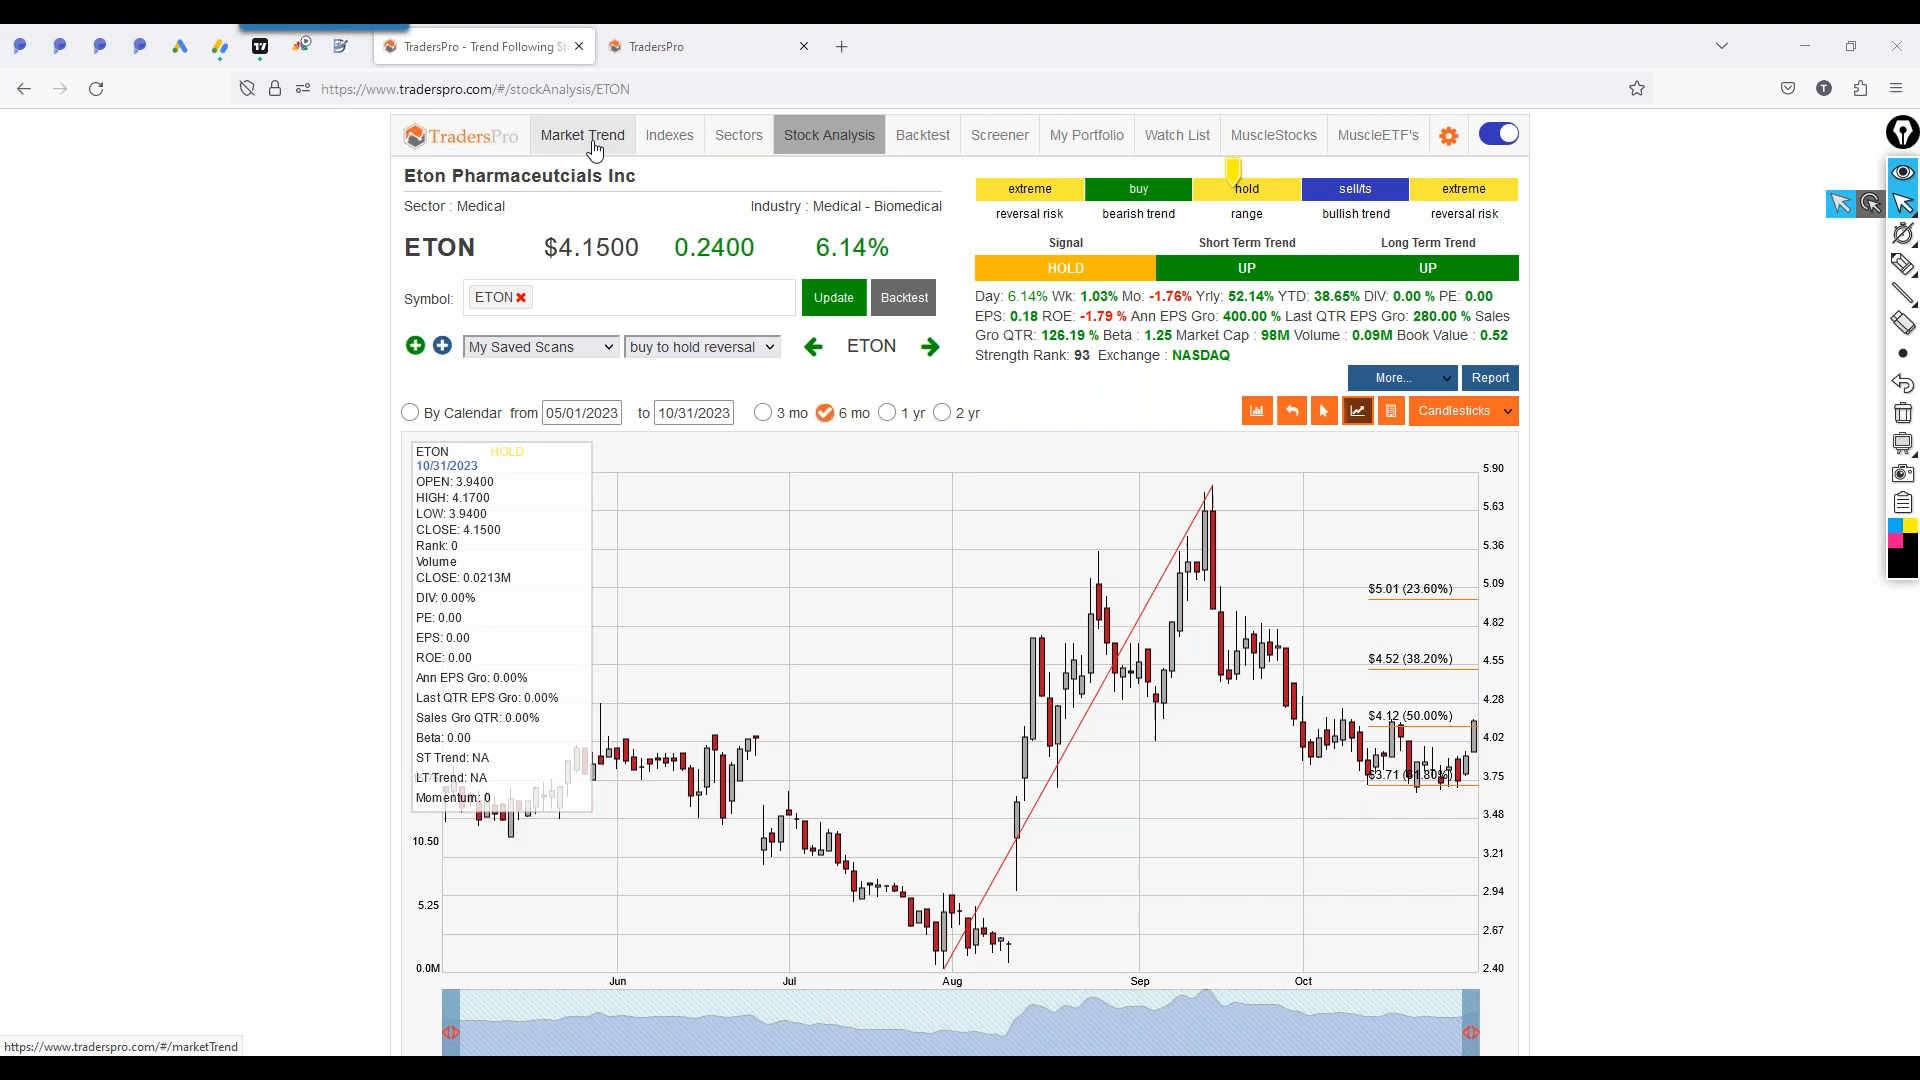 TradersPro - Trend Following St
TradersPro
https://www.traderspro.com/#/stockAnalysis/ETON
T
TradersPro
Market Trend
Indexes
Sectors
Stock Analysis
Backtest
Screener
My Portfolio
Watch List
MuscleStocks
MuscleETF's
Eton Pharmaceutcials Inc
Sector : Medical
Industry : Medical - Biomedical
ETON
$4.1500
0.2400
6.14%
Symbol:
ETON
Update
Backtest
My Saved Scans
buy to hold reversal
ETON
extreme
buy
hold
sell/ts
extreme
reversal risk
bearish trend
range
bullish trend
reversal risk
Signal
Short Term Trend
Long Term Trend
HOLD
UP
UP
Day: 6.14% Wk: 1.03% Mo: -1.76% Yrly: 52.14% YTD: 38.65% DIV: 0.00 % PE: 0.00
EPS: 0.18 ROE: -1.79 % Ann EPS Gro: 400.00 % Last QTR EPS Gro: 280.00 % Sales
Gro QTR: 126.19 % Beta : 1.25 Market Cap : 98M Volume : 0.09M Book Value : 0.52
Strength Rank: 93 Exchange : NASDAQ
More...
Report
By Calendar from 05/01/2023 to 10/31/2023
3 mo
6 mo
1 yr
2 yr
Candlesticks
ETON
HOLD
10/31/2023
OPEN: 3.9400
HIGH: 4.1700
LOW: 3.9400
CLOSE: 4.1500
Rank: 0
Volume
CLOSE: 0.0213M
DIV: 0.00%
PE: 0.00
EPS: 0.00
ROE: 0.00
Ann EPS Gro: 0.00%
Last QTR EPS Gro: 0.00%
Sales Gro QTR: 0.00%
Beta: 0.00
ST Trend: NA
LT Trend: NA
Momentum: 0
10.50
5.25
0.0M
$5.01 (23.60%)
$4.52 (38.20%)
$4.12 (50.00%)
$3.71 (61.80%)
5.90
5.63
5.36
5.09
4.82
4.55
4.28
4.02
3.75
3.48
3.21
2.94
2.67
2.40
Jun
Jul
Aug
Sep
Oct
https://www.traderspro.com/#/marketTrend